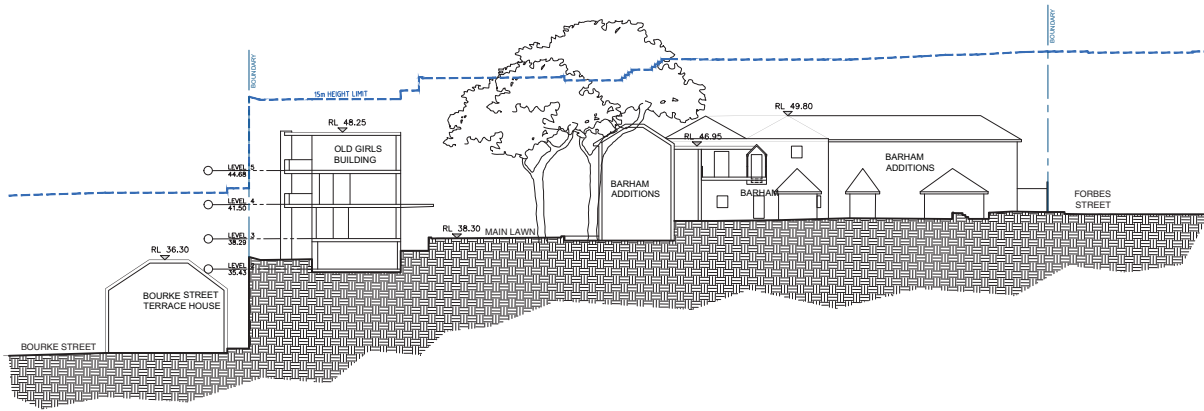 BOUNDARY
BOUNDARY
15m HEIGHT LIMIT
RL 48.25
RL 49.80
OLD GIRLS
BUILDING
RL 46.95
LEVEL 5
44.68
BARHAM
ADDITIONS
BARHAM
ADDITIONS
BARHAM
LEVEL 4
41.50
FORBES
STREET
LEVEL 3
38.29
RL 38.30
MAIN LAWN
RL 36.30
LEVEL
35.43
BOURKE STREET
TERRACE HOUSE
BOURKE STREET